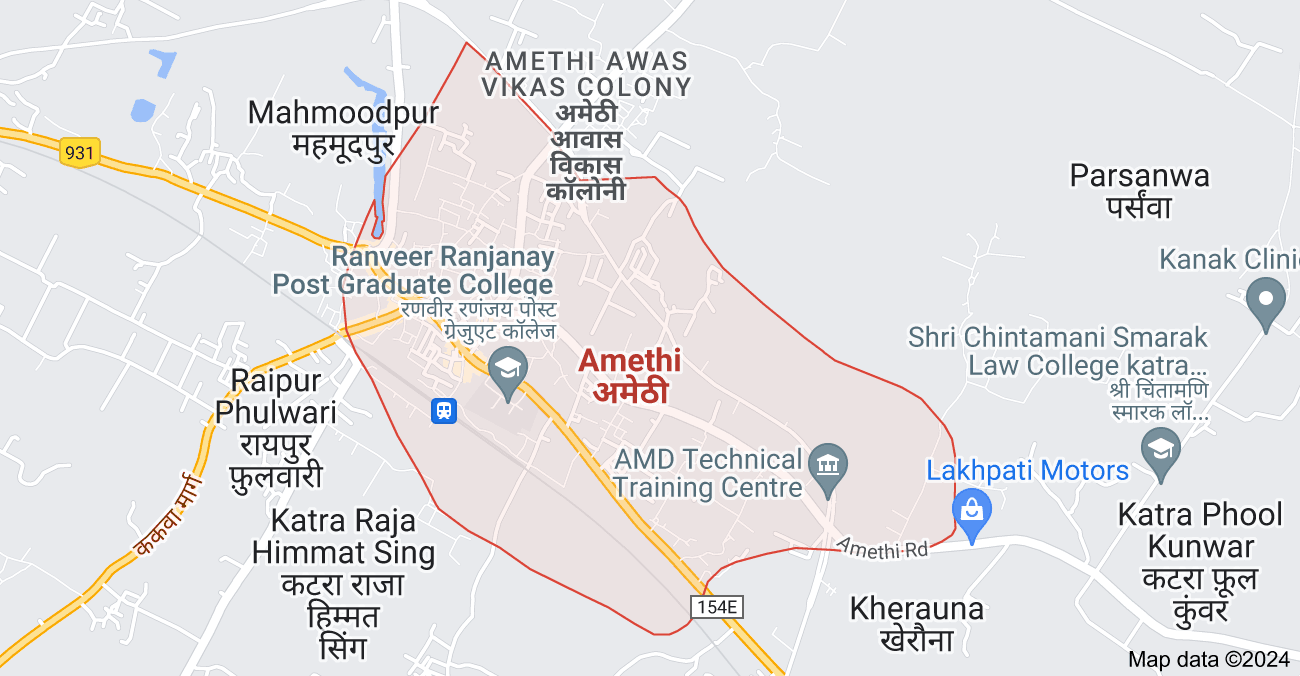 AMETHI AWAS
VIKAS COLONY
अमेठी
आवास
विकास
कॉलोनी
Mahmoodpur
महमूदपुर
931
Parsanwa
पर्संवा
Kanak Clinic
Ranveer Ranjanay
Post Graduate College
रणवीर रणंजय पोस्ट
ग्रेजुएट कॉलेज
Shri Chintamani Smarak
Law College katra...
श्री चिंतामणि
स्मारक लॉ...
Amethi
अमेठी
Raipur
Phulwari
रायपुर
फ़ुलवारी
AMD Technical
Training Centre
Lakhpati Motors
ककवा मार्ग
Katra Raja
Himmat Sing
कटरा राजा
हिम्मत
सिंग
Katra Phool
Kunwar
कटरा फ़ूल
कुंवर
Amethi Rd
154E
Kherauna
खेरौना
Map data ©2024